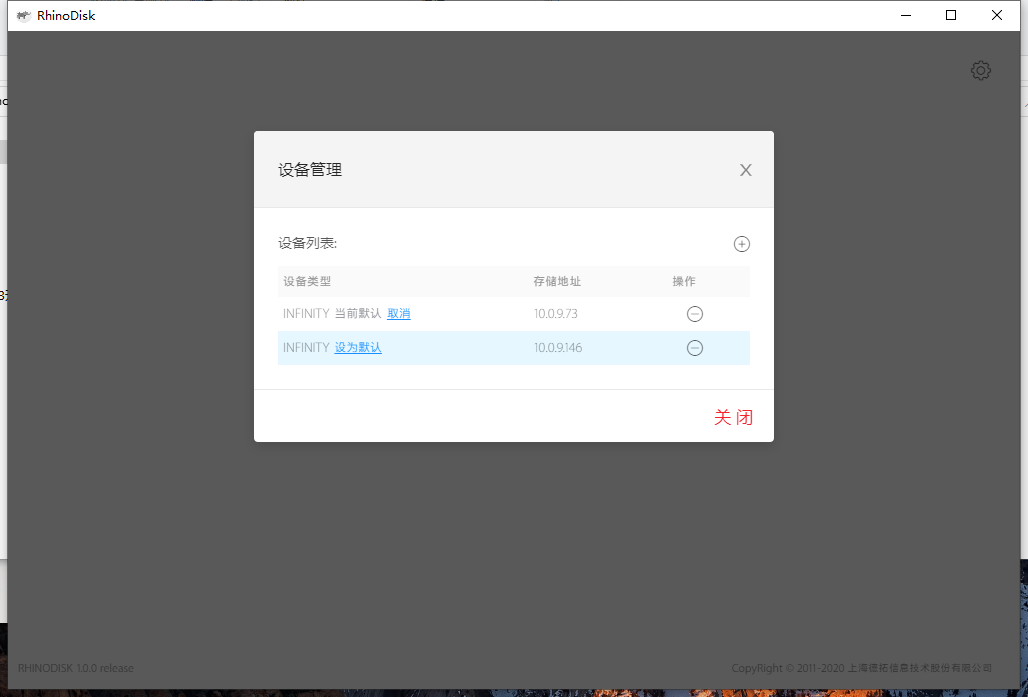 RhinoDisk
设备管理
X
设备列表:
设备类型 存储地址 操作
INFINITY 当前默认 取消 10.0.9.73
INFINITY 设为默认 10.0.9.146
关 闭
RHINODISK 1.0.0 release
CopyRight © 2011-2020 上海德拓信息技术股份有限公司